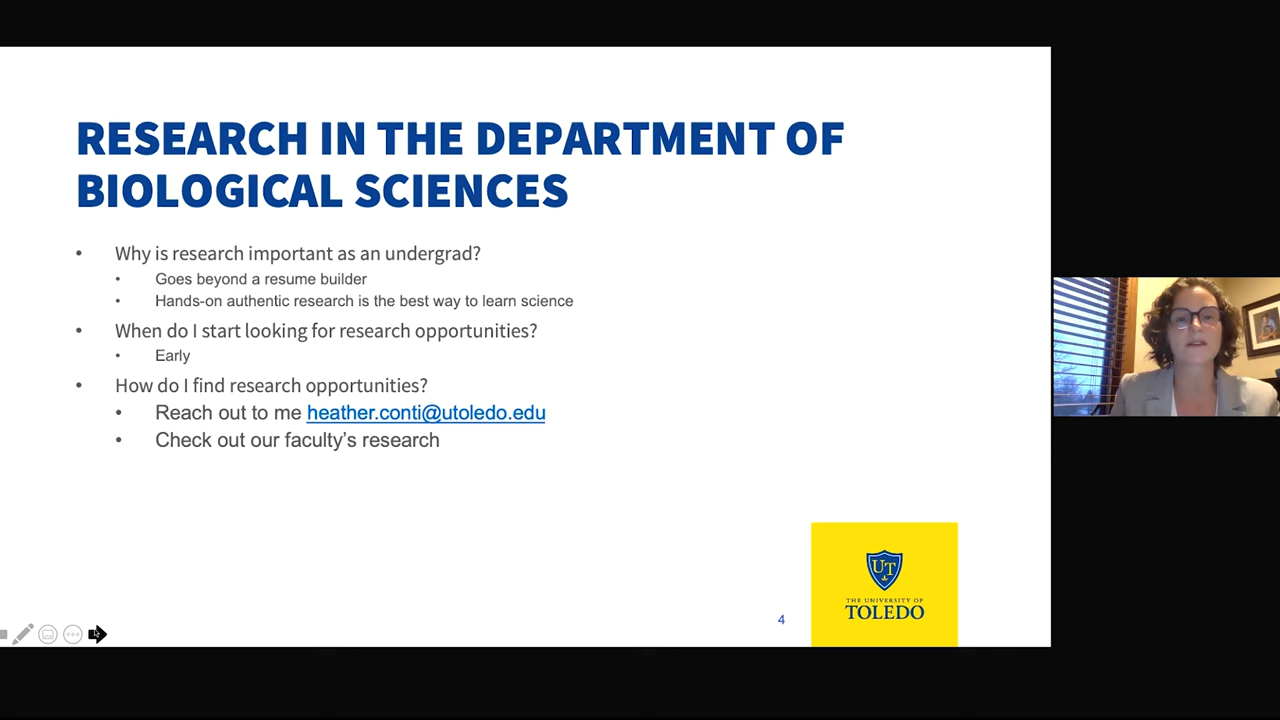 RESEARCH IN THE DEPARTMENT OF
BIOLOGICAL SCIENCES
• Why is research important as an undergrad?
• Goes beyond a resume builder
• Hands-on authentic research is the best way to learn science
• When do I start looking for research opportunities?
• Early
• How do I find research opportunities?
• Reach out to me heather.conti@utoledo.edu
• Check out our faculty's research
4
UT
THE UNIVERSITY OF
TOLEDO